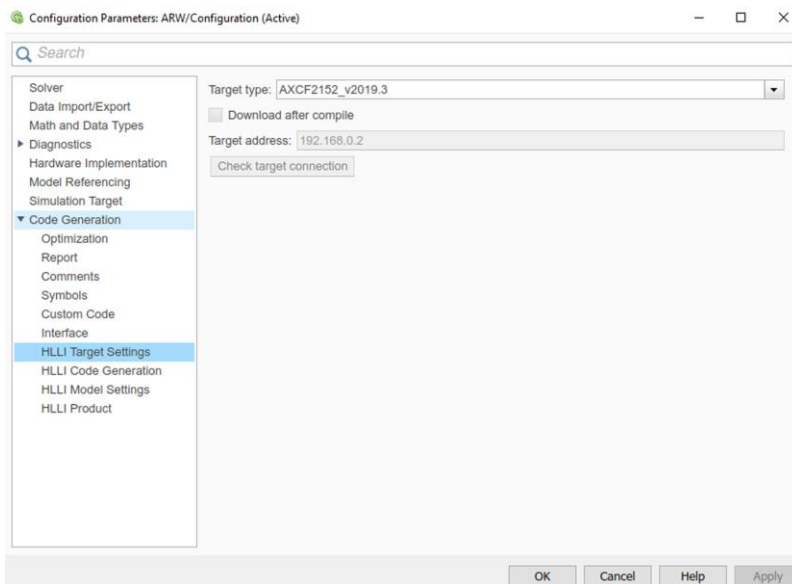 Configuration Parameters: ARW/Configuration (Active)
Search
Solver
Data Import/Export
Math and Data Types
Diagnostics
Hardware Implementation
Model Referencing
Simulation Target
Code Generation
Optimization
Report
Comments
Symbols
Custom Code
Interface
HLLI Target Settings
HLLI Code Generation
HLLI Model Settings
HLLI Product
Target type: AXCF2152_v2019.3
Download after compile
Target address: 192.168.0.2
Check target connection
OK Cancel Help Apply